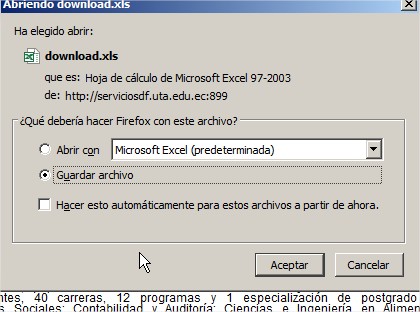 Abriendo download.xls
Ha elegido abrir:
download.xls
que es: Hoja de cálculo de Microsoft Excel 97-2003
de: http://serviciosdf.uta.edu.ec:899
¿Qué debería hacer Firefox con este archivo?
Abrir con Microsoft Excel (predeterminada)
Guardar archivo
Hacer esto automáticamente para estos archivos a partir de ahora.
Aceptar Cancelar
ntes, 40 carreras, 12 programas y 1 especialización de postgrado
s Sociales; Contabilidad y Auditoría; Ciencias e Ingeniería en Alimen